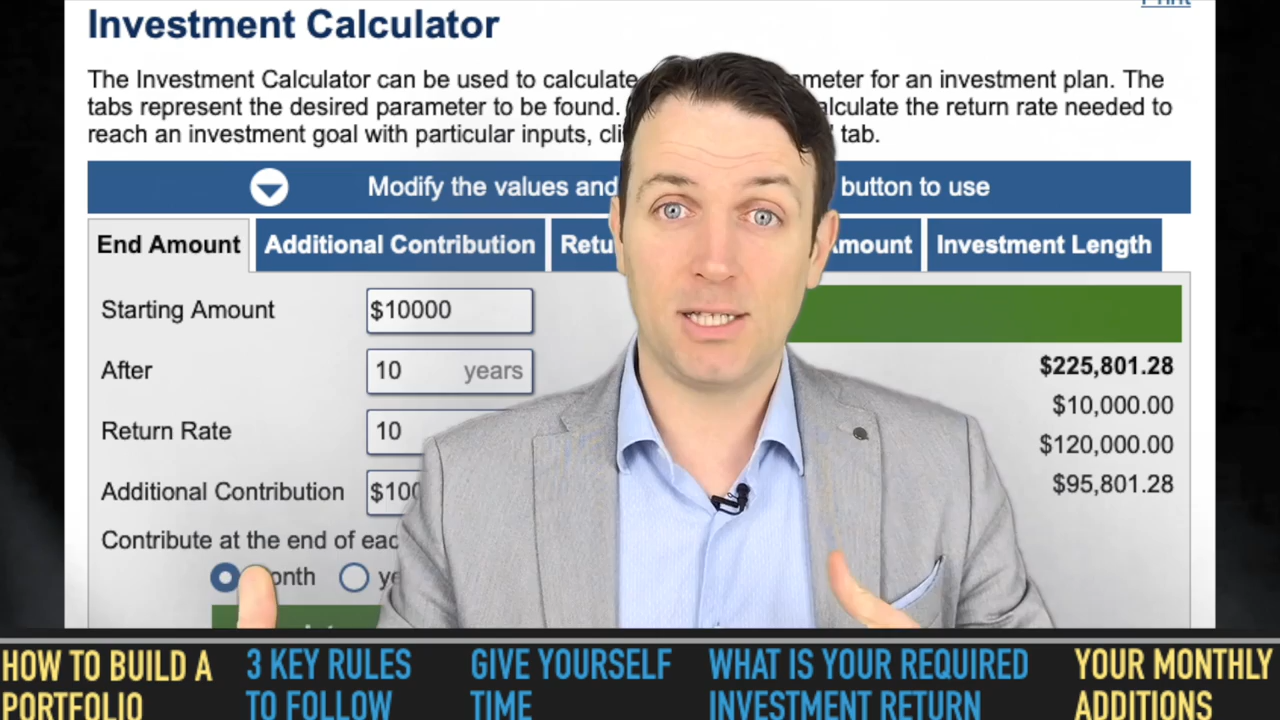 Print
Investment Calculator
The Investment Calculator can be used to calculate for an investment plan. The
tabs represent the desired parameter to be found. the return rate needed to
reach an investment goal with particular inputs, tab.
Modify the values and button to use
End Amount Additional Contribution Amount Investment Length
Starting Amount $10000
After 10 years
Return Rate 10
Additional Contribution
Contribute at the end of
$225,801.28
$10,000.00
$120,000.00
$95,801.28
HOW TO BUILD A
PORTFOLIO
3 KEY RULES
TO FOLLOW
GIVE YOURSELF
TIME
WHAT IS YOUR REQUIRED
INVESTMENT RETURN
YOUR MONTHLY
ADDITIONS